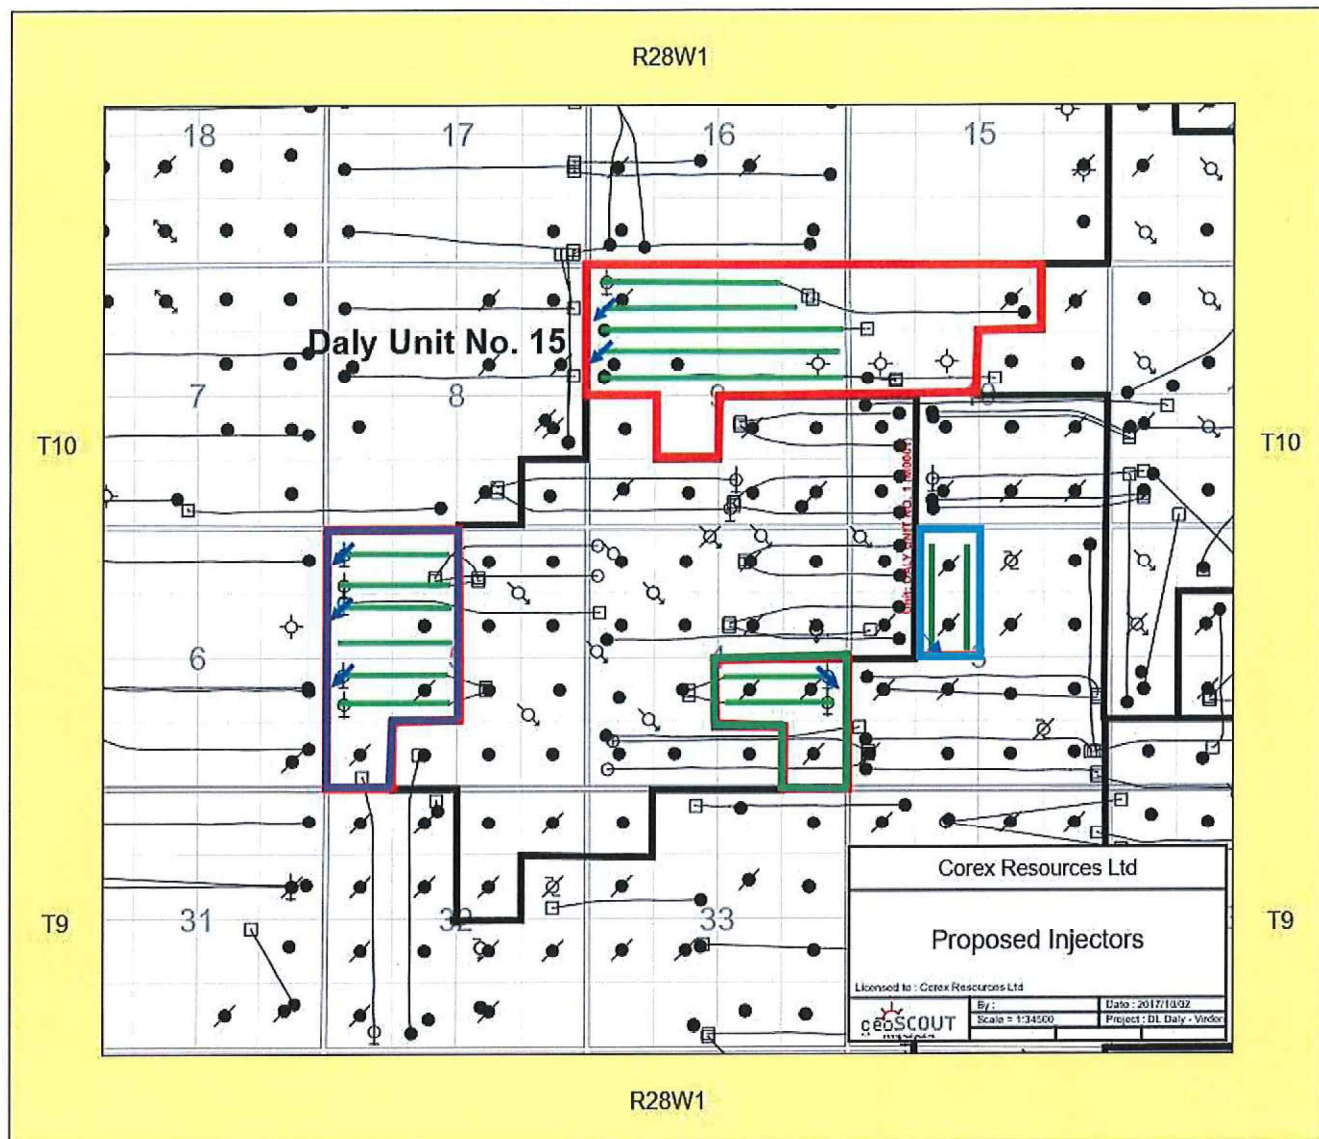 R28W1
18 17 16 15
Daly Unit No. 15
7 8 9
T10 T10
6
31 32 33
T9 T9
Corex Resources Ltd
Proposed Injectors
Licensed to : Corex Resources Ltd
geoSCOUT
By :
Date : 2017/10/02
Scale = 1:34500
Project : DL Daly - Virden
R28W1